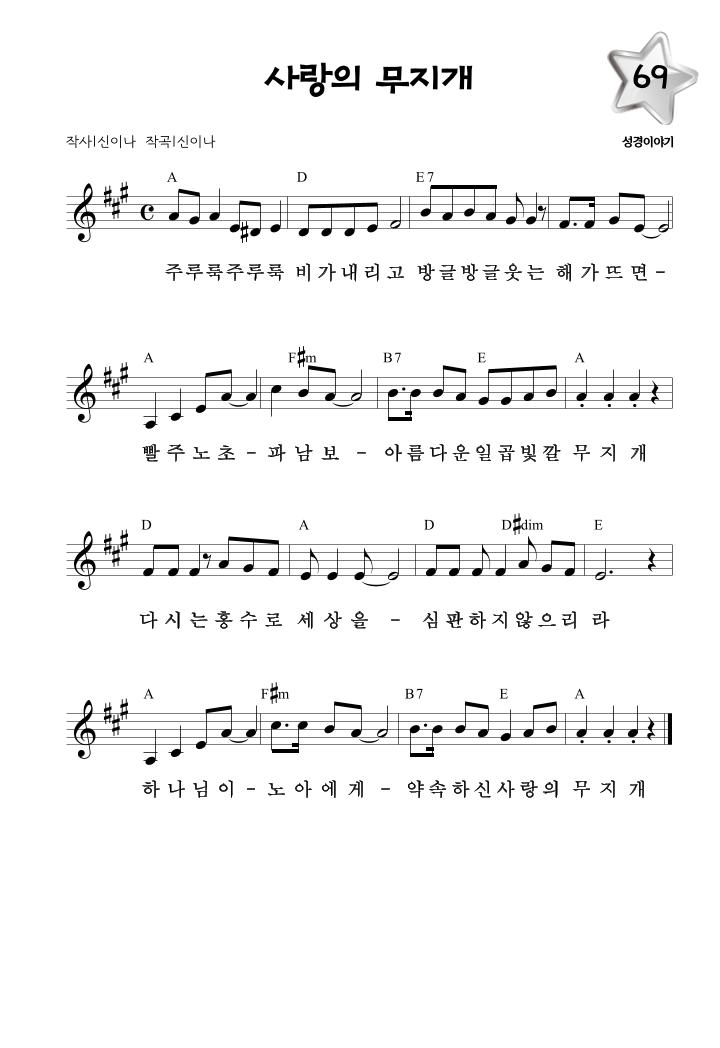 사랑의 무지개
69
작사|신이나 작곡|신이나
성경이야기
A D E7
주루룩주루룩 비가내리고 방글방글웃는 해가뜨면-
A F#m B7 E A
빨주노초-파남보- 아름다운일곱빛깔 무지개
D A D D#dim E
다시는홍수로 세상을- 심판하지않으리라
A F#m B7 E A
하나님이-노아에게- 약속하신사랑의 무지개